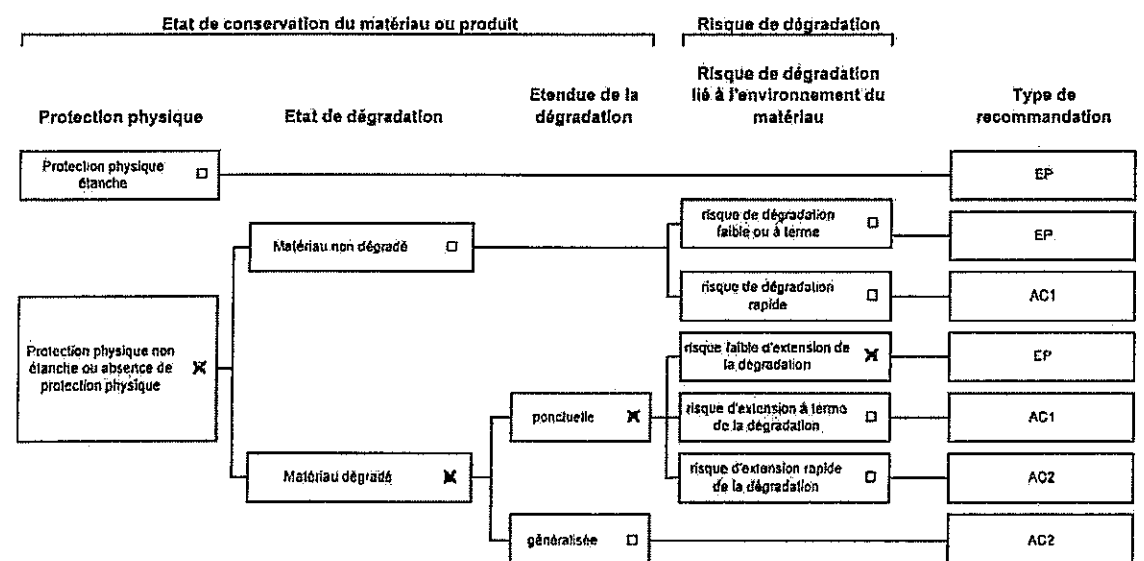 Etat de conservation du matériau ou produit
Risque de dégradation
Protection physique
Etat de dégradation
Etendue de la
dégradation
Risque de dégradation
lié à l'environnement du
matériau
Type de
recommandation
Protection physique
étanche
EP
Matériau non dégradé
risque de dégradation
faible ou à terme
EP
risque de dégradation
rapide
AC1
Protection physique non
étanche ou absence de
protection physique
risque faible d'extension de
la dégradation
EP
ponctuelle
risque d'extension à terme
de la dégradation
AC1
Matériau dégradé
risque d'extension rapide
de la dégradation
AC2
généralisée
AC2